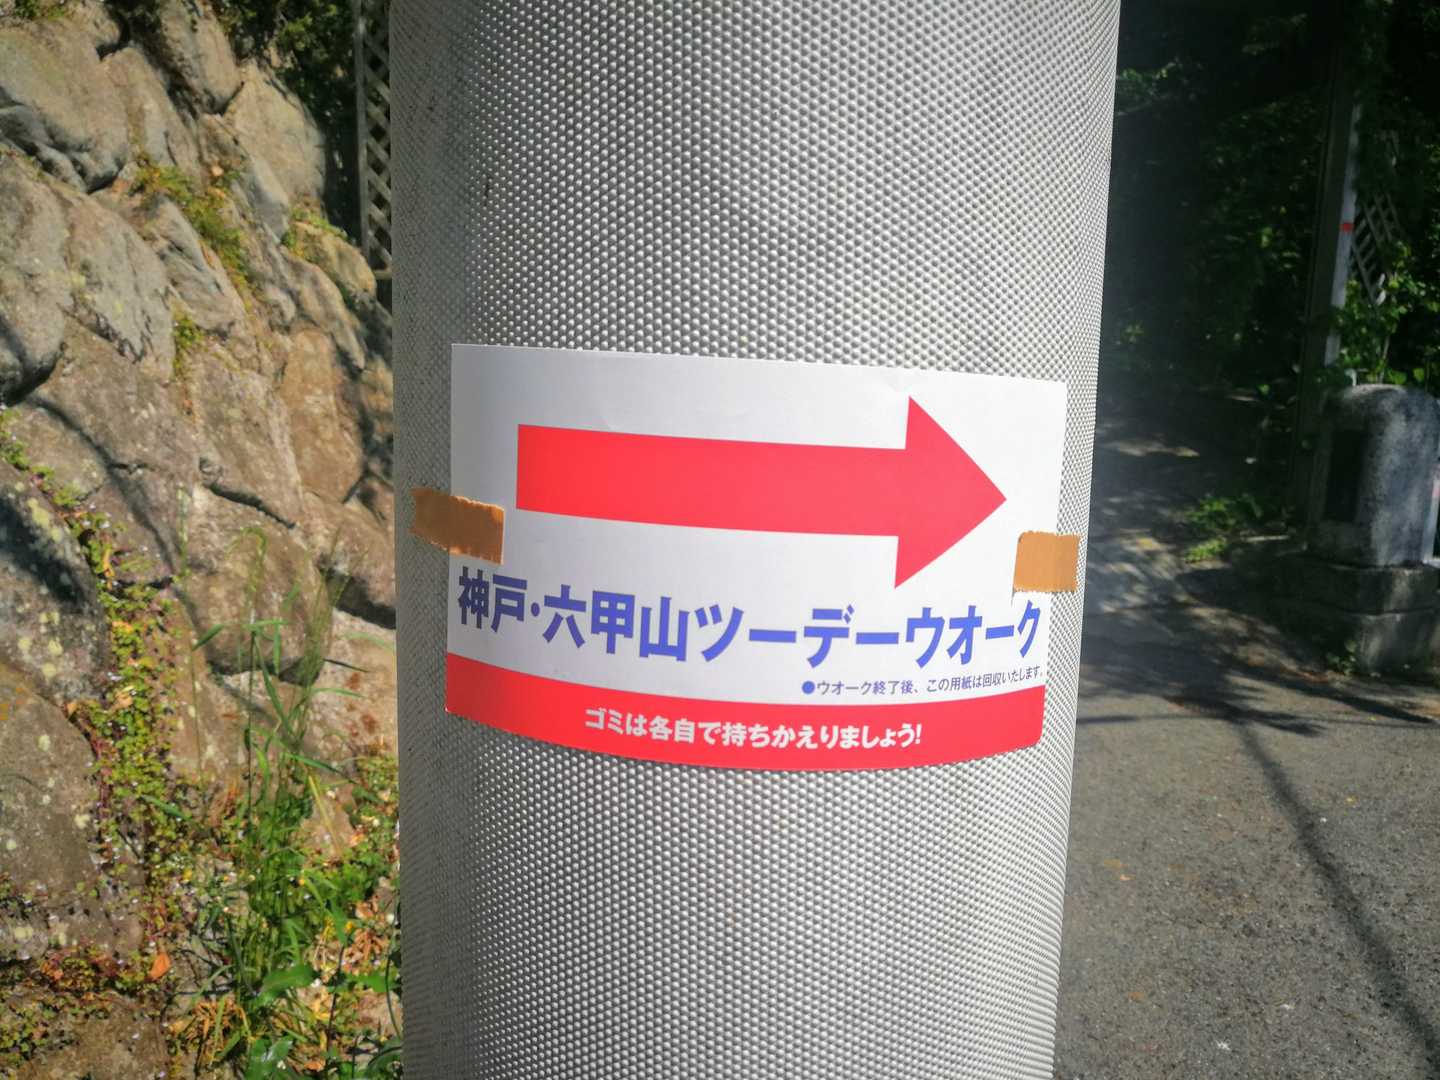 神戸・六甲山ツーデーウオーク
●ウオーク終了後、この用紙は回収いたします。
ゴミは各自で持ちかえりましょう!